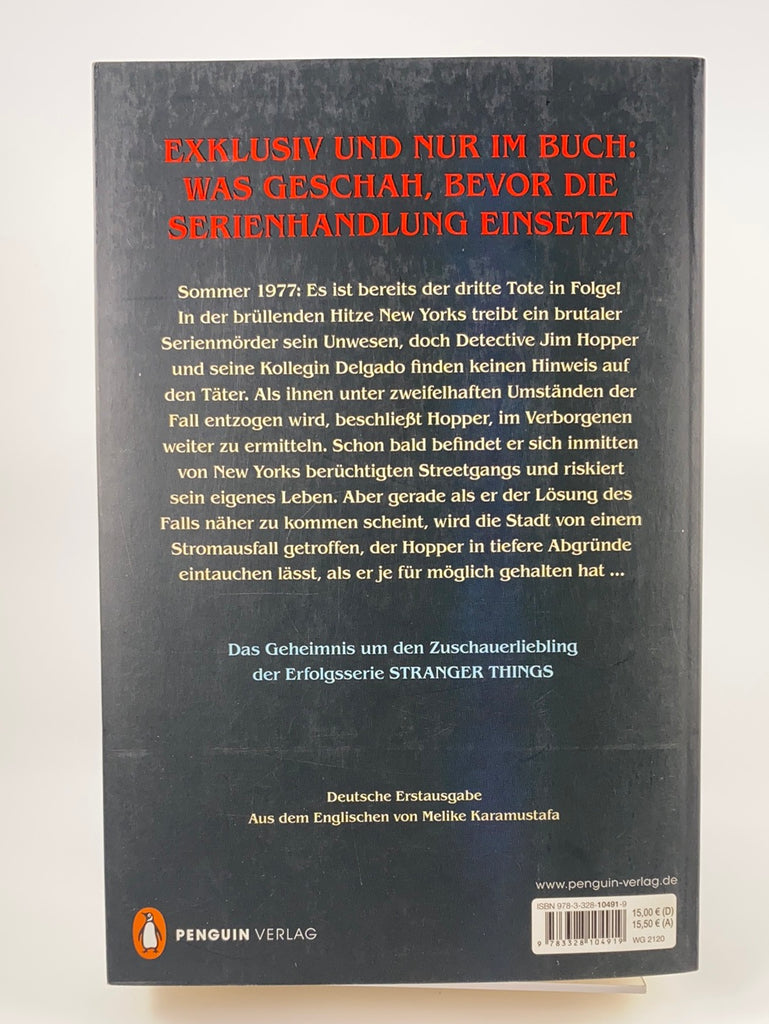 EXKLUSIV UND NUR IM BUCH:
WAS GESCHAH, BEVOR DIE
SERIENHANDLUNG EINSETZT
Sommer 1977: Es ist bereits der dritte Tote in Folge!
In der brüllenden Hitze New Yorks treibt ein brutaler
Serienmörder sein Unwesen, doch Detective Jim Hopper
und seine Kollegin Delgado finden keinen Hinweis auf
den Täter. Als ihnen unter zweifelhaften Umständen der
Fall entzogen wird, beschließt Hopper, im Verborgenen
weiter zu ermitteln. Schon bald befindet er sich inmitten
von New Yorks berüchtigten Streetgangs und riskiert
sein eigenes Leben. Aber gerade als er der Lösung des
Falls näher zu kommen scheint, wird die Stadt von einem
Stromausfall getroffen, der Hopper in tiefere Abgründe
eintauchen lässt, als er je für möglich gehalten hat ...
Das Geheimnis um den Zuschauerliebling
der Erfolgsserie STRANGER THINGS
Deutsche Erstausgabe
Aus dem Englischen von Melike Karamustafa
www.penguin-verlag.de
ISBN 978-3-328-10491-9
15,00 € (D)
15,50 € (A)
9 783328 104919
WG 2120
PENGUIN VERLAG